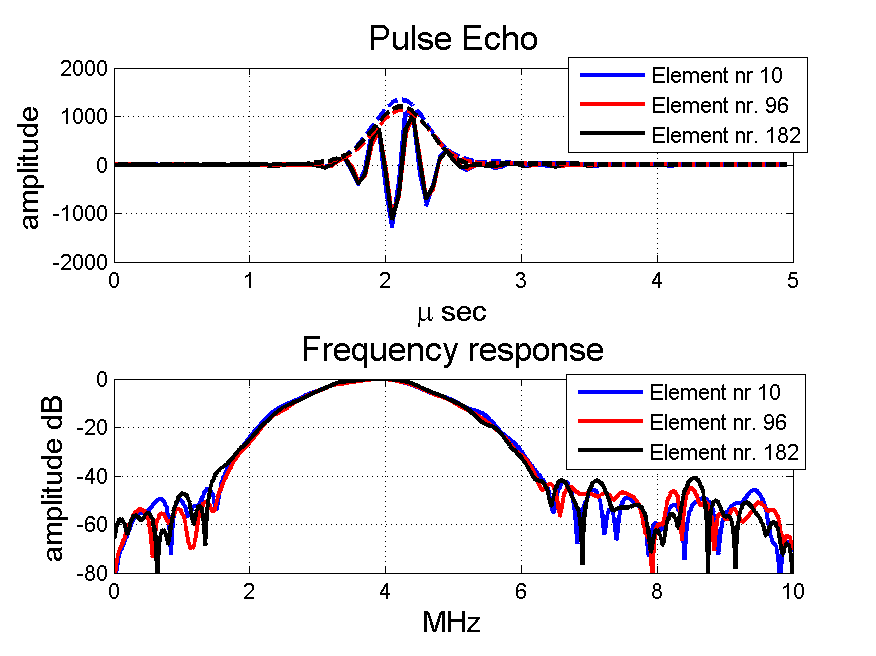 Pulse Echo
amplitude
2000
1000
0
-1000
-2000
0 1 2 3 4 5
μ sec
Element nr 10
Element nr. 96
Element nr. 182
Frequency response
amplitude dB
0
-20
-40
-60
-80
0 2 4 6 8 10
MHz
Element nr 10
Element nr. 96
Element nr. 182